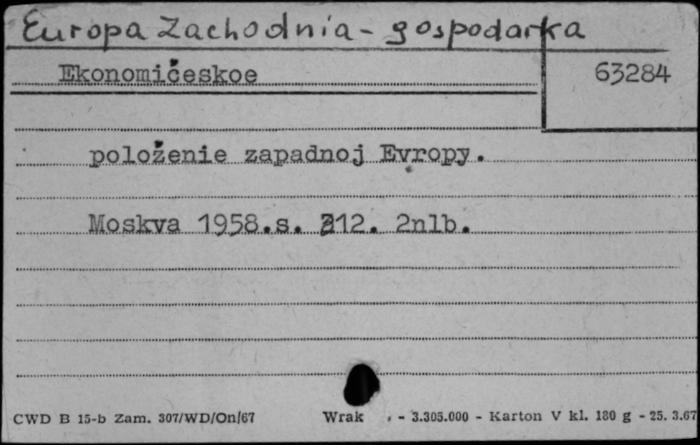 Europa Zachodnia - gospodarka
Ekonomičeskoe
63284
položenie zapadnoj Evropy.
Moskva 1958.s. 312. 2nlb.
CWD B 15-b Zam. 307/WD/On/67 Wrak . - 3.305.000 - Karton V kl. 180 g - 25. 3.67